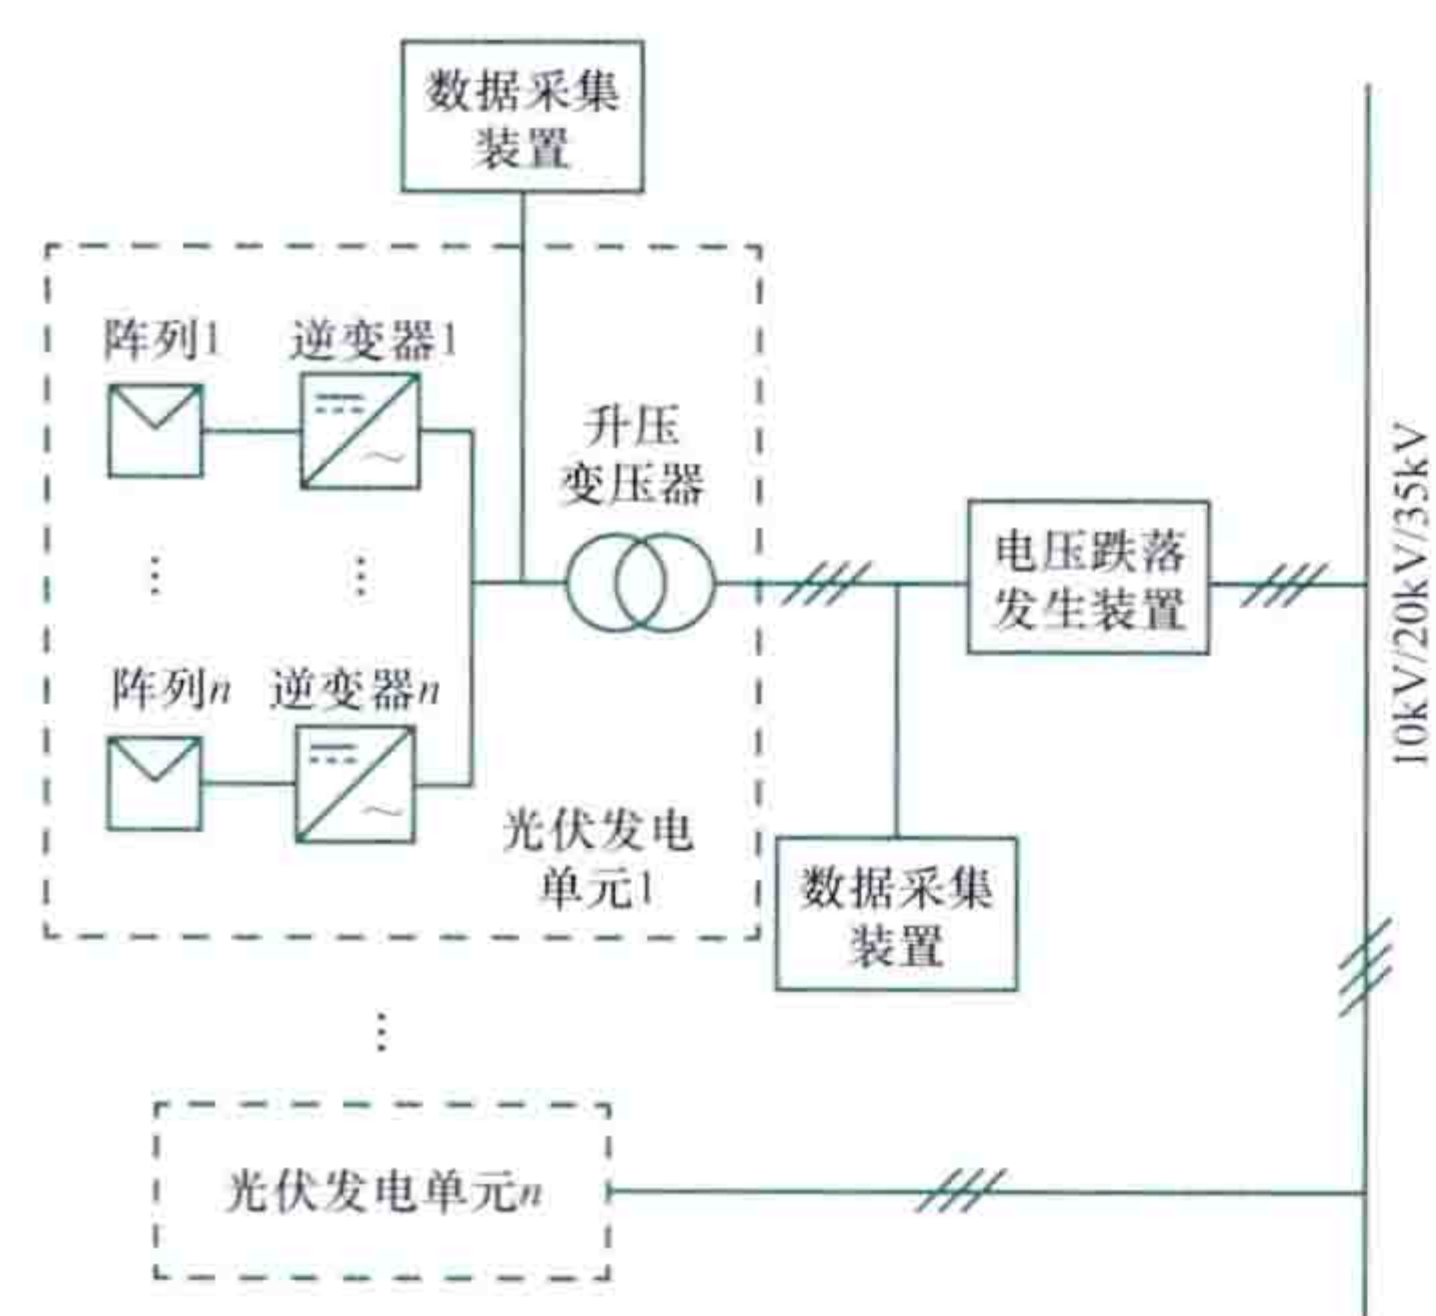 数据采集
装置
阵列1
逆变器1
升压
变压器
电压跌落
发生装置
10kV/20kV/35kV
阵列n
逆变器n
光伏发电
单元1
数据采集
装置
光伏发电单元n